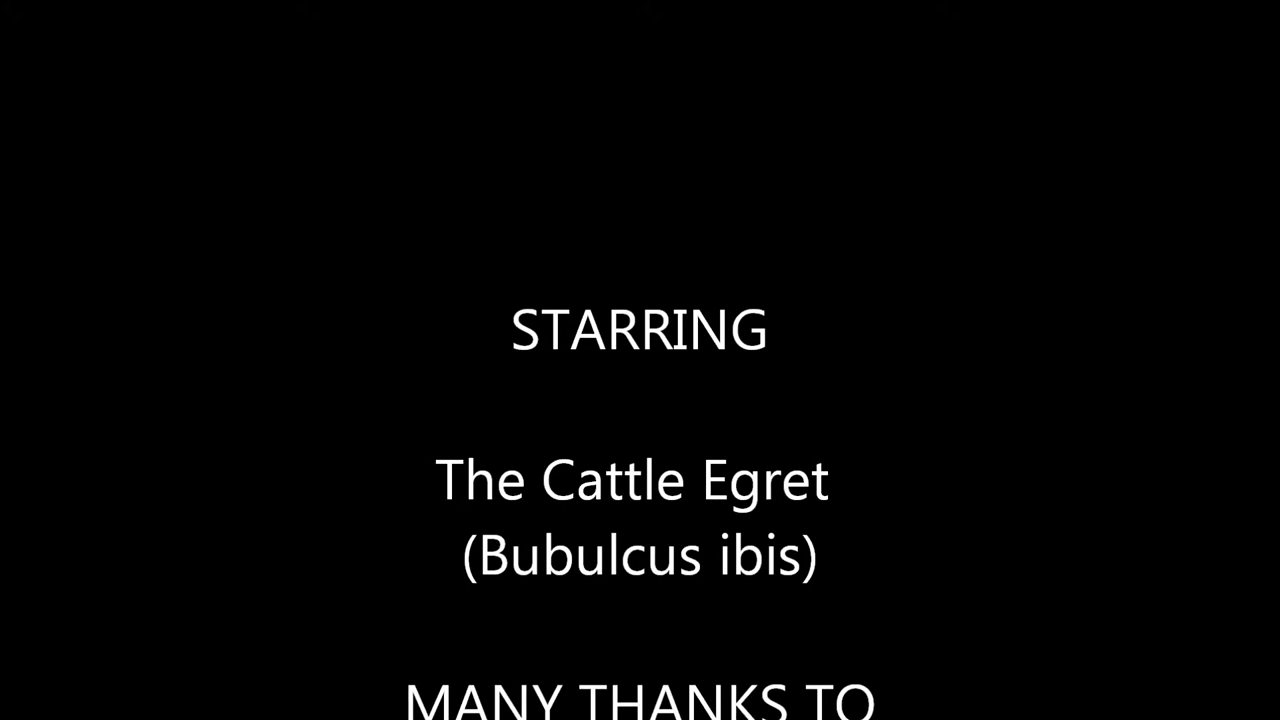 STARRING
The Cattle Egret
(Bubulcus ibis)
MANY THANKS TO